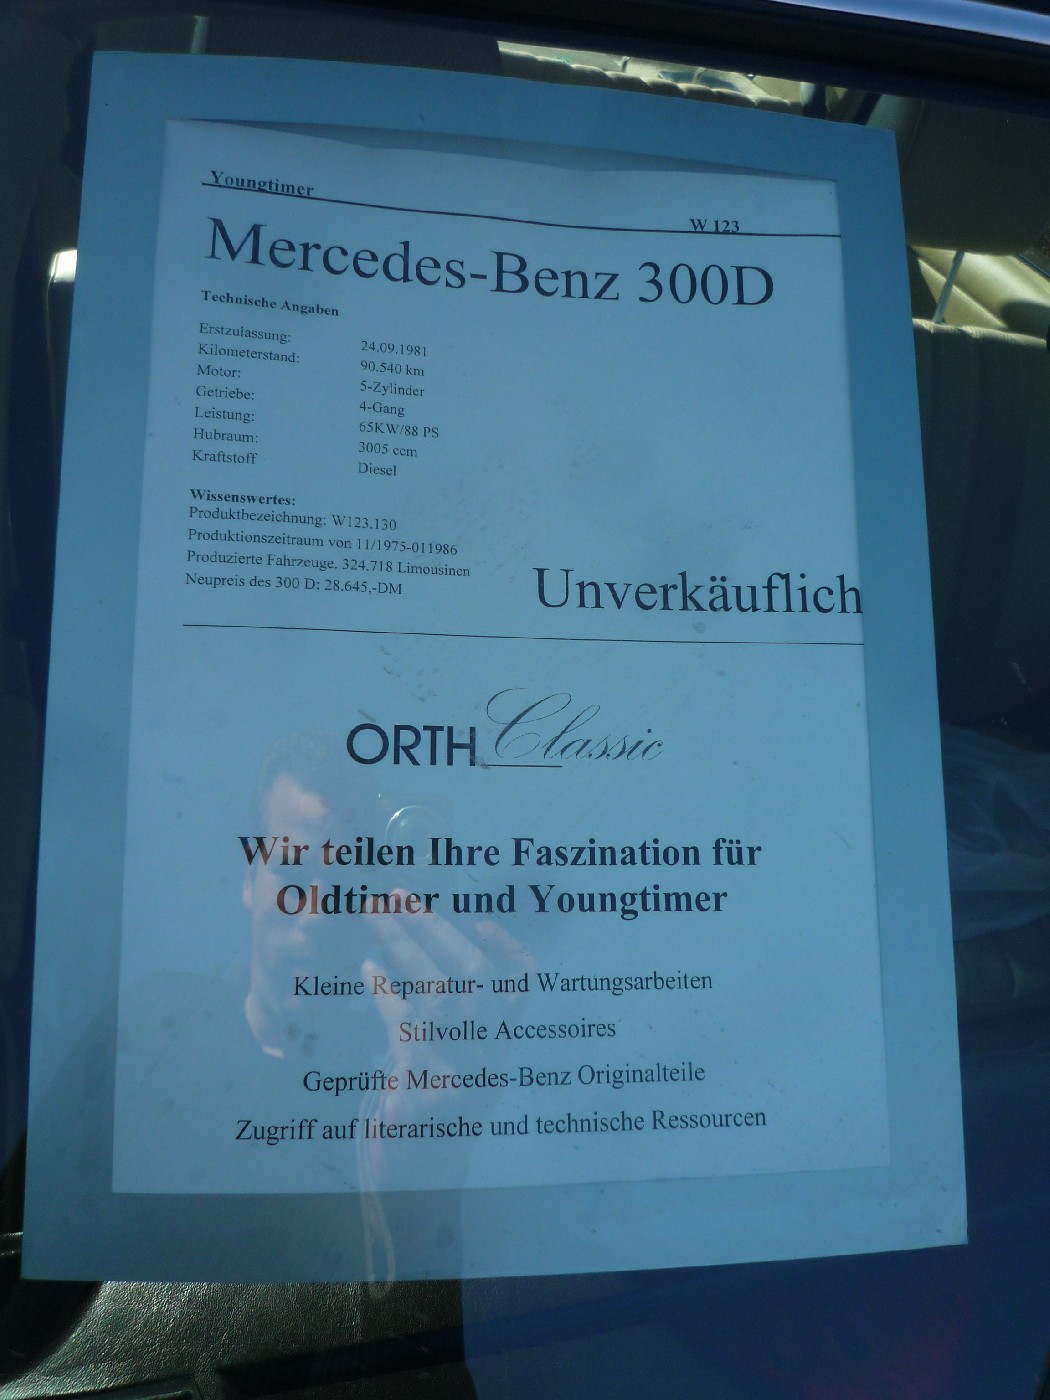 Youngtimer
W 123
Mercedes-Benz 300D
Technische Angaben
Erstzulassung: 24.09.1981
Kilometerstand: 90.540 km
Motor: 5-Zylinder
Getriebe: 4-Gang
Leistung: 65KW/88 PS
Hubraum: 3005 ccm
Kraftstoff Diesel
Wissenswertes:
Produktbezeichnung: W123.130
Produktionszeitraum von 11/1975-011986
Produzierte Fahrzeuge. 324.718 Limousinen
Neupreis des 300 D: 28.645,-DM
Unverkäuflich
ORTH Classic
Wir teilen Ihre Faszination für
Oldtimer und Youngtimer
Kleine Reparatur- und Wartungsarbeiten
Stilvolle Accessoires
Geprüfte Mercedes-Benz Originalteile
Zugriff auf literarische und technische Ressourcen